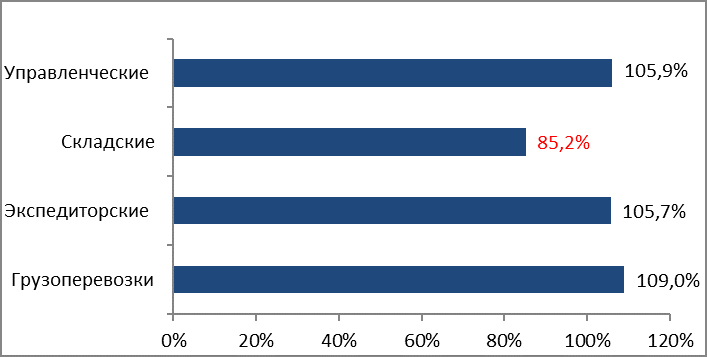 Управленческие 105,9%
Складские 85,2%
Экспедиторские 105,7%
Грузоперевозки 109,0%
0% 20% 40% 60% 80% 100% 120%